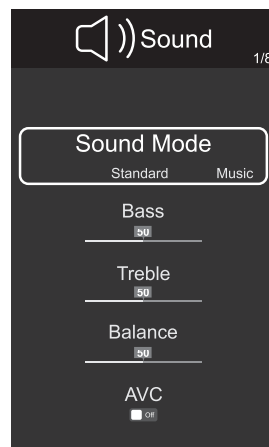 Sound
1/8
Sound Mode
Standard Music
Bass
50
Treble
50
Balance
50
AVC
Off